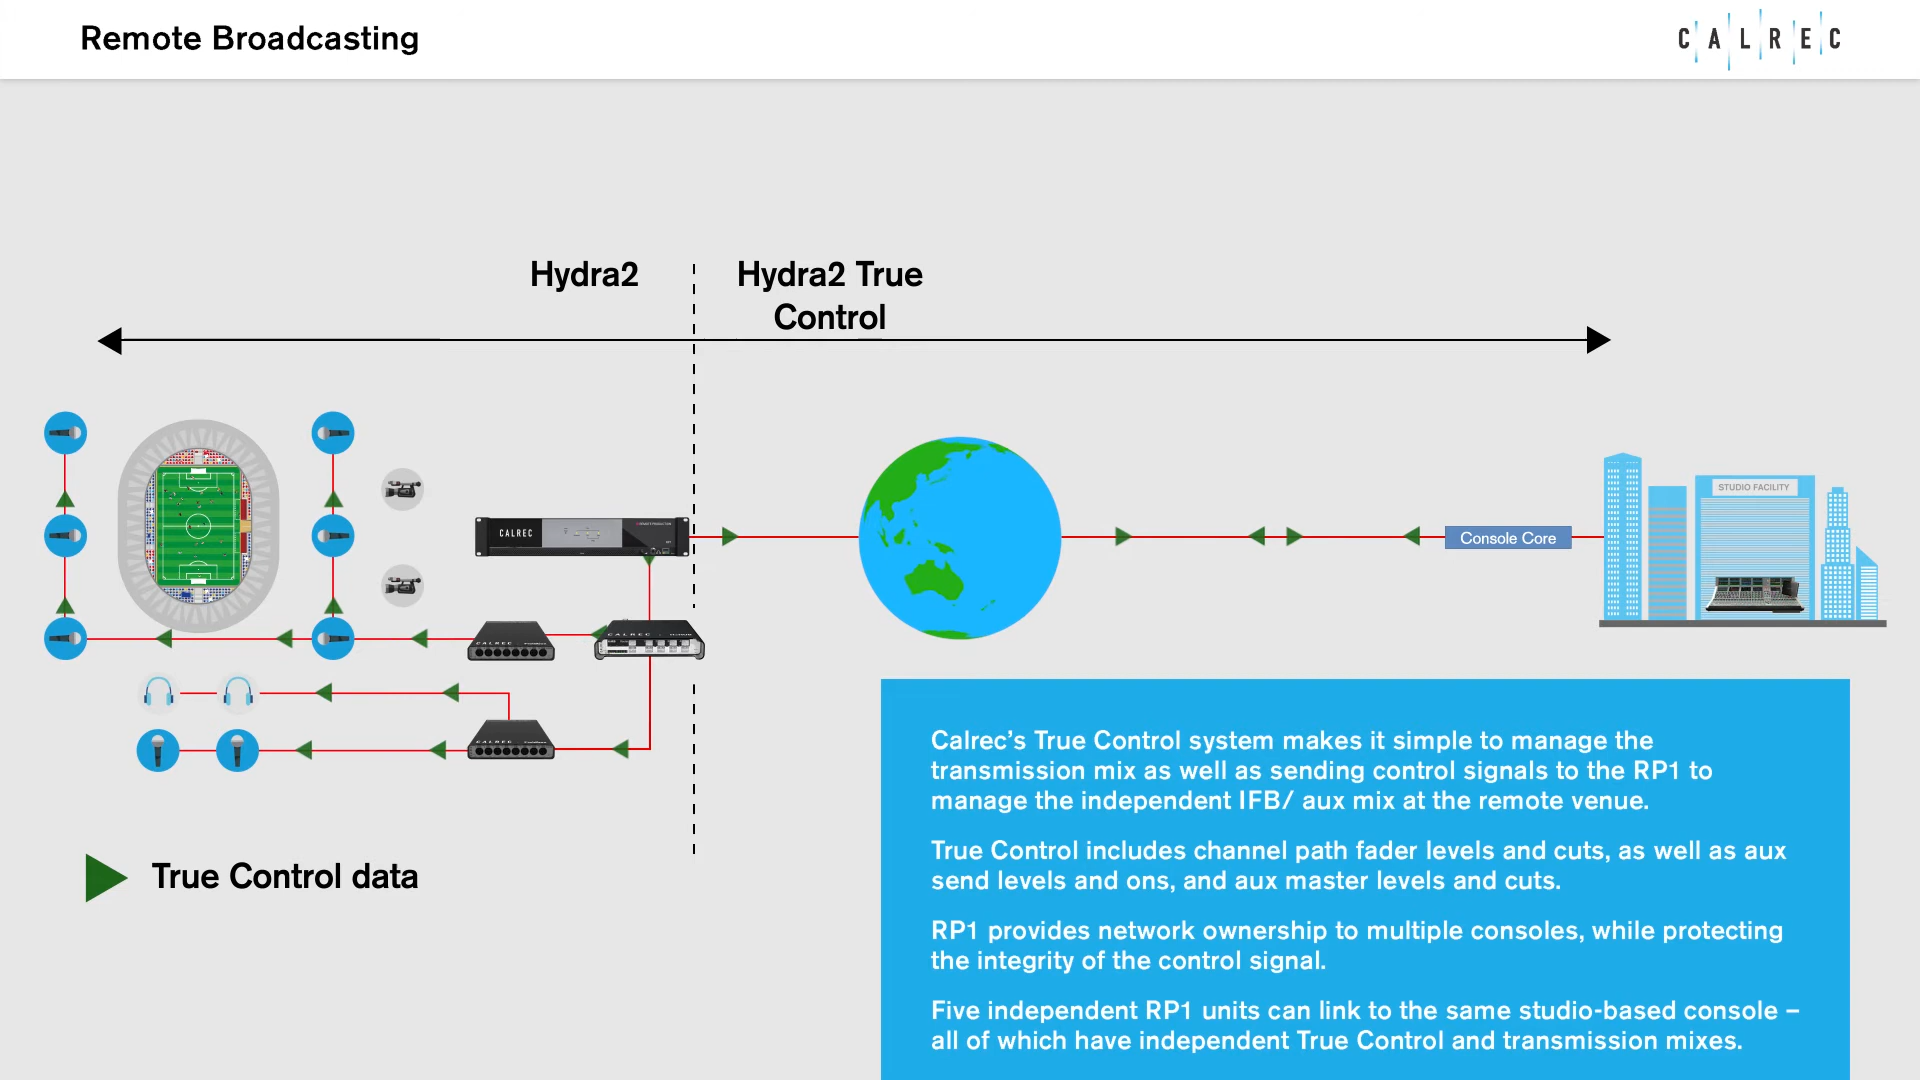 Remote Broadcasting
CALREC
Hydra2
Hydra2 True
Control
CALREC
STUDIO FACILITY
Console Core
CALREC
CALREC
CALREC
True Control data
Calrec’s True Control system makes it simple to manage the
transmission mix as well as sending control signals to the RP1 to
manage the independent IFB/ aux mix at the remote venue.
True Control includes channel path fader levels and cuts, as well as aux
send levels and ons, and aux master levels and cuts.
RP1 provides network ownership to multiple consoles, while protecting
the integrity of the control signal.
Five independent RP1 units can link to the same studio-based console –
all of which have independent True Control and transmission mixes.